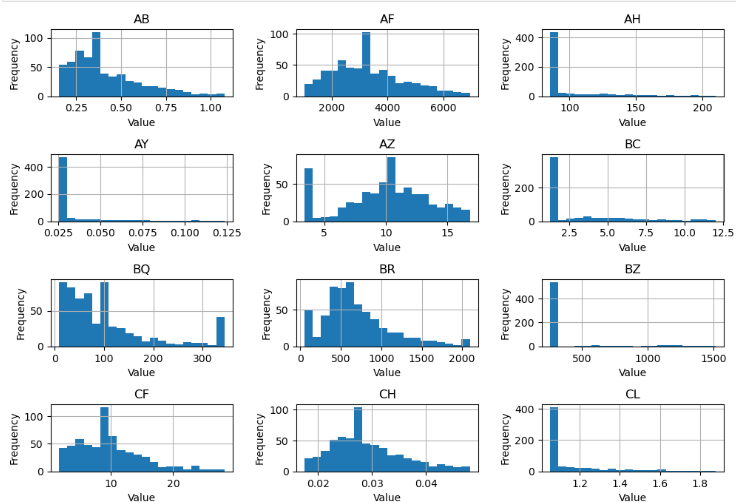 AB AF AH
100 100 400
50 50 200
0 0 0
Frequency Frequency Frequency
0.25 0.50 0.75 1.00 2000 4000 6000 100 150 200
Value Value Value
AY AZ BC
400 50 200
200 0 0
0
Frequency Frequency Frequency
0.025 0.050 0.075 0.100 0.125 5 10 15 2.5 5.0 7.5 10.0 12.5
Value Value Value
BQ BR BZ
50 50 400
0 0 200
0
Frequency Frequency Frequency
0 100 200 300 0 500 1000 1500 2000 500 1000 1500
Value Value Value
CF CH CL
100 100 400
50 50 200
0 0 0
Frequency Frequency Frequency
10 20 0.02 0.03 0.04 1.2 1.4 1.6 1.8
Value Value Value